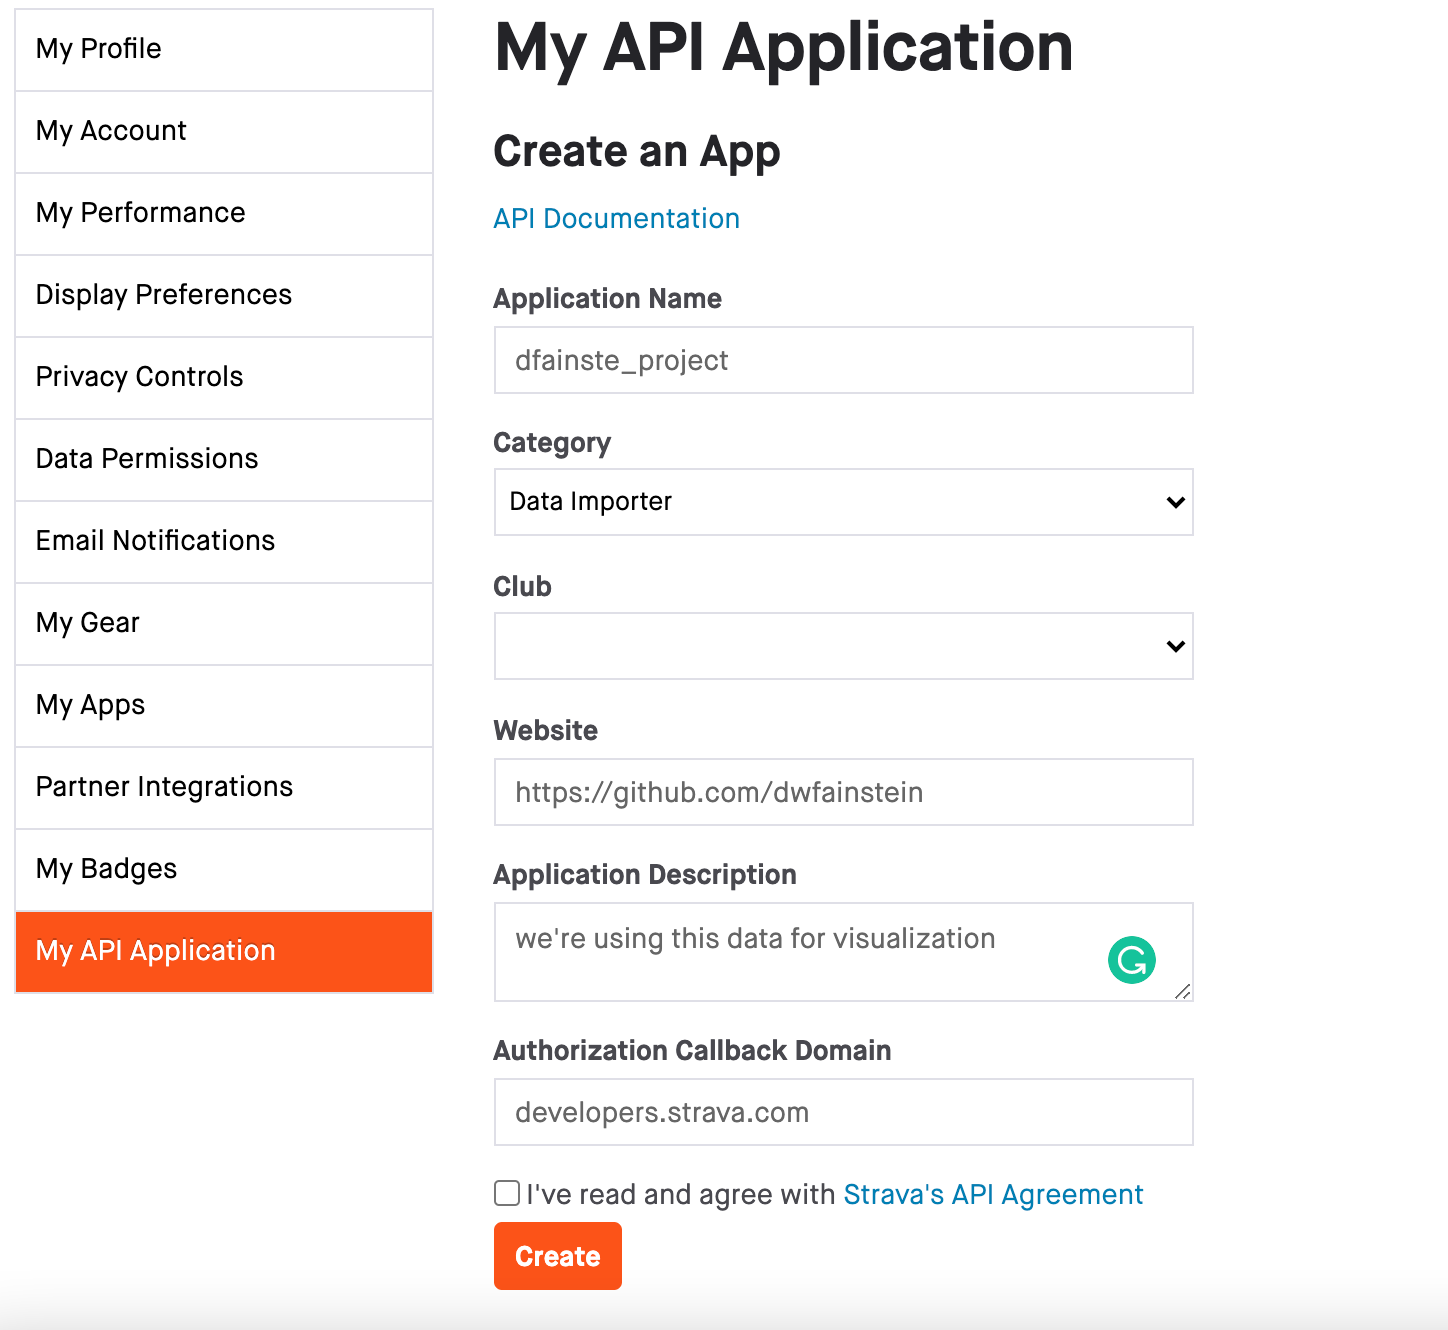 My Profile
My Account
My Performance
Display Preferences
Privacy Controls
Data Permissions
Email Notifications
My Gear
My Apps
Partner Integrations
My Badges
My API Application
My API Application
Create an App
API Documentation
Application Name
dfainste_project
Category
Data Importer
Club
Website
https://github.com/dwfainstein
Application Description
we're using this data for visualization
Authorization Callback Domain
developers.strava.com
I've read and agree with Strava's API Agreement
Create